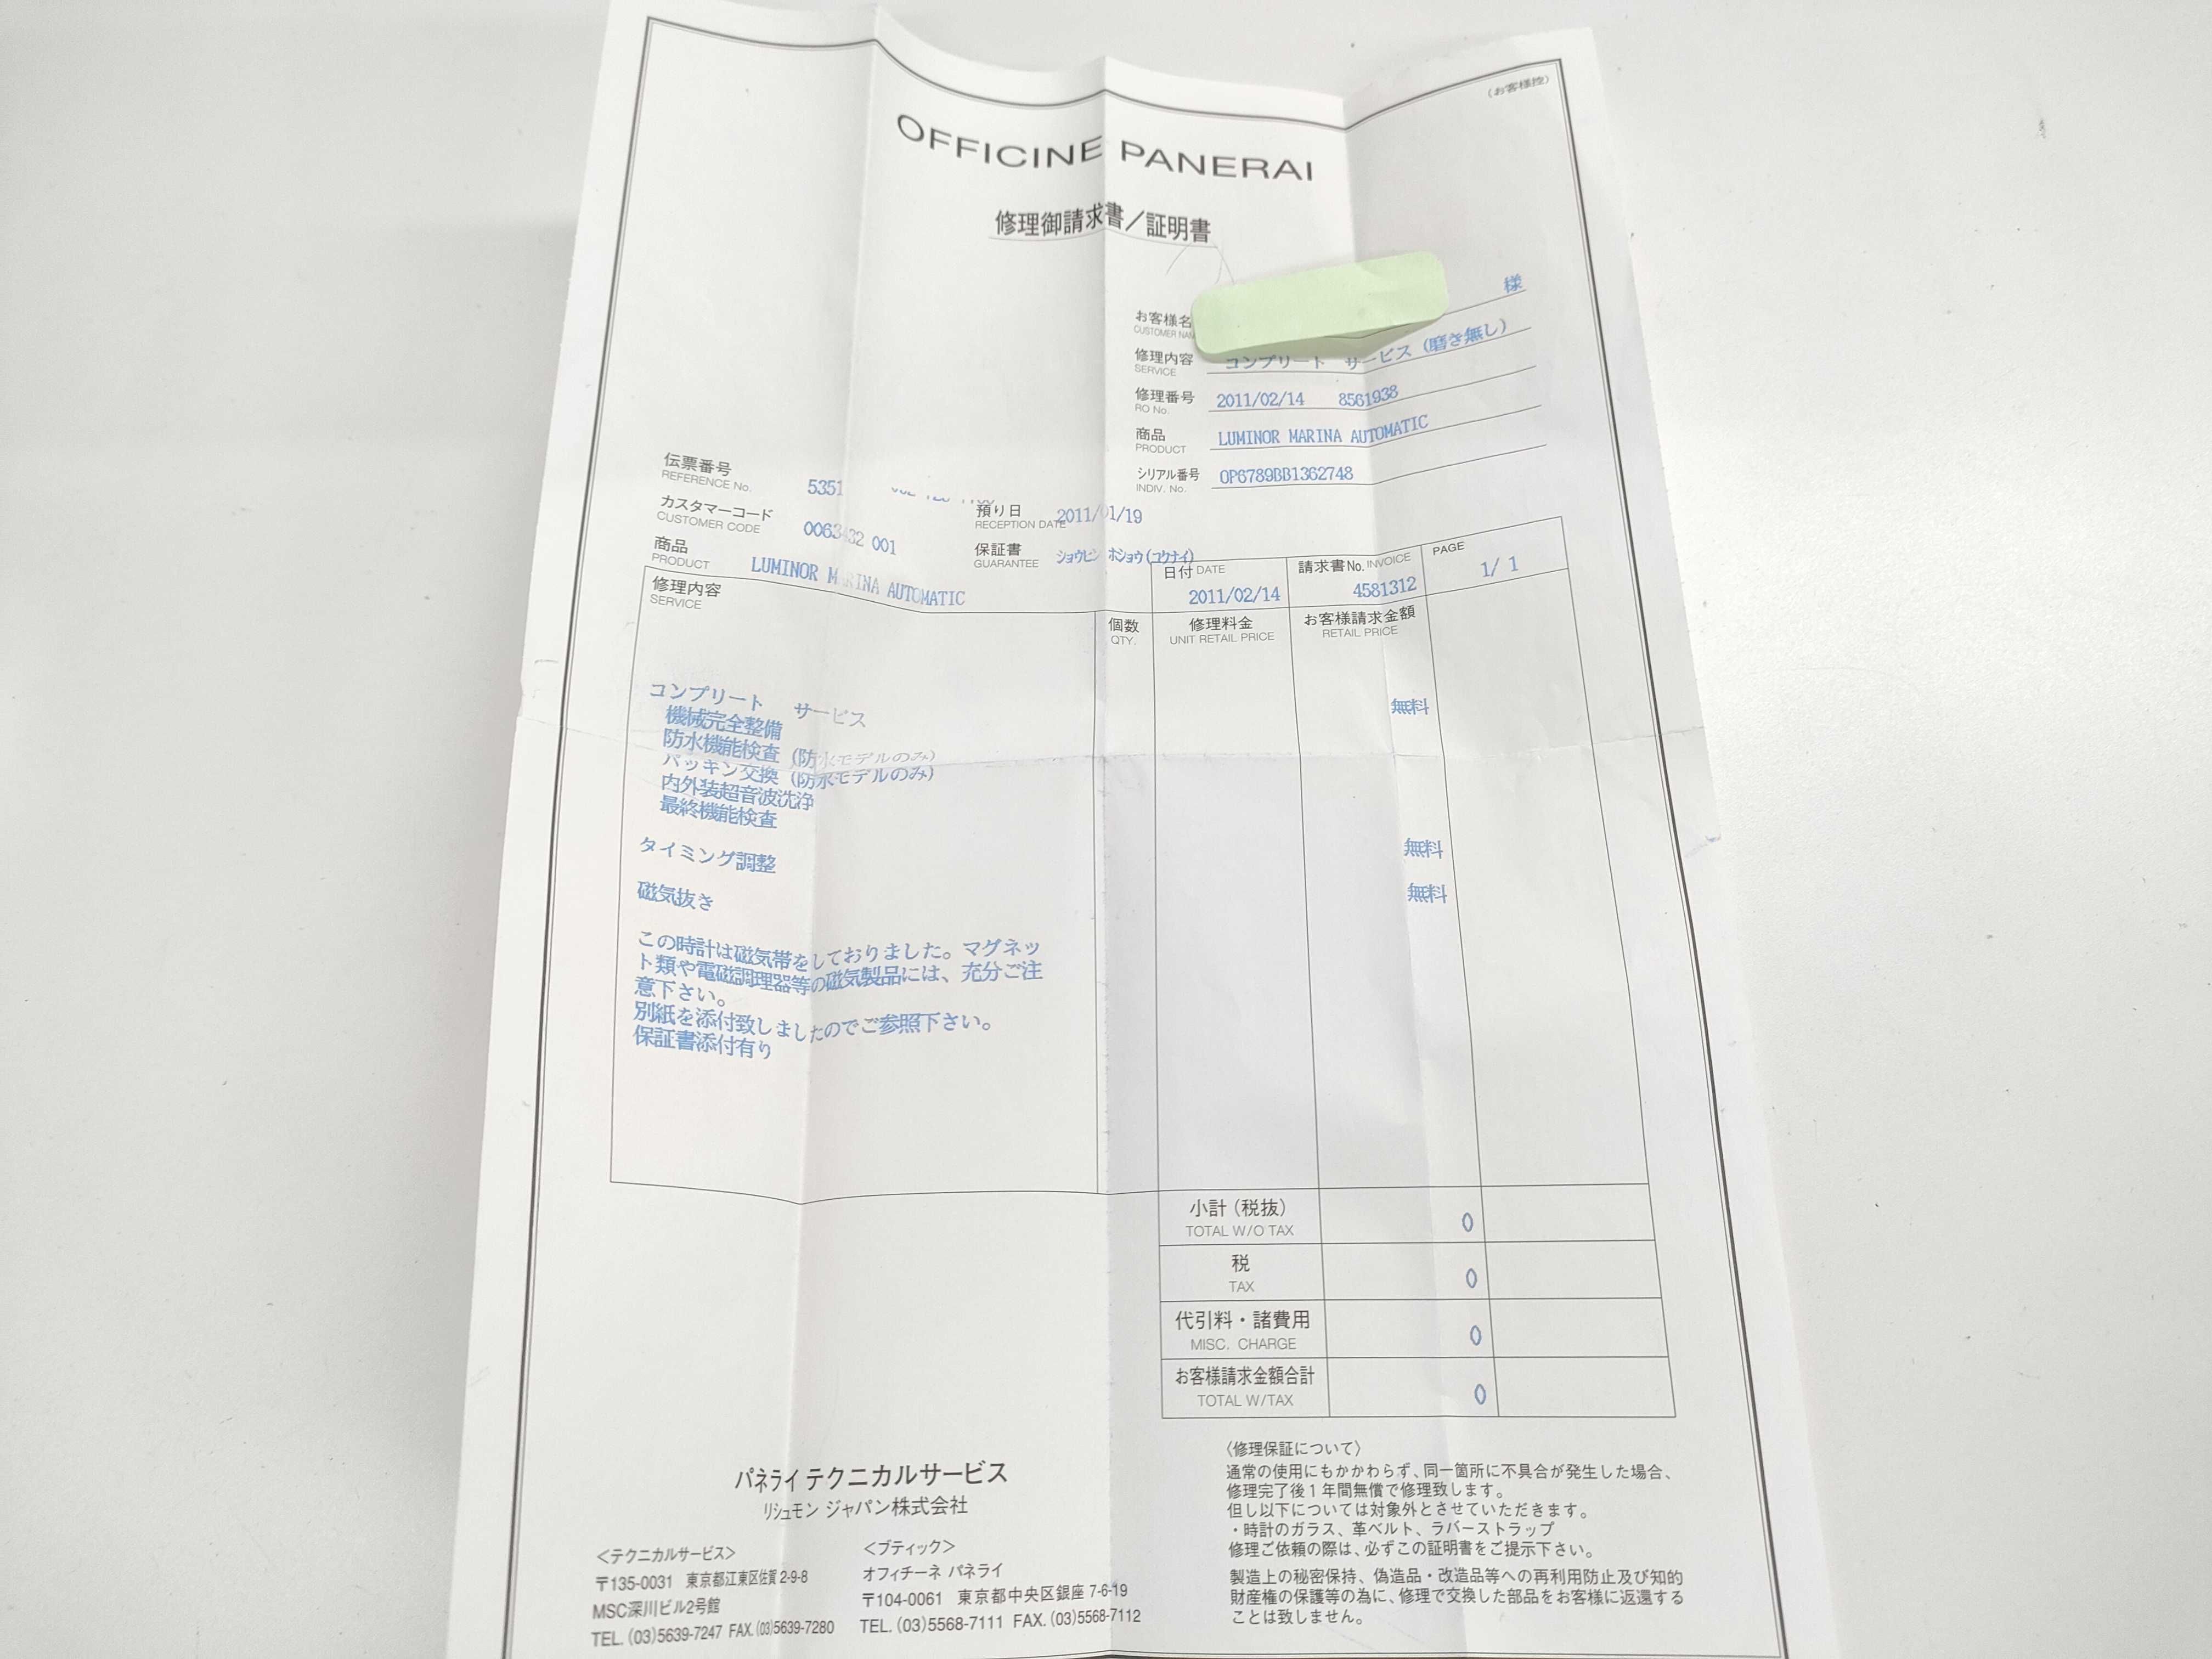 (お客様控)
OFFICINE PANERAI
修理御請求書／証明書
お客様名 様
CUSTOMER
修理内容 コンプリート サービス (磨き無し)
SERVICE
修理番号 2011/02/14 8561938
RO No.
商品 LUMINOR MARINA AUTOMATIC
PRODUCT
シリアル番号 OP6789BB1362748
INDIV. No.
伝票番号 5351
REFERENCE No.
預り日 2011/01/19
RECEPTION DATE
カスタマーコード 001
CUSTOMER CODE
保証書 ショウヒン ホショウ(コクナイ)
GUARANTEE
商品 LUMINOR MARINA AUTOMATIC
PRODUCT
日付 DATE 2011/02/14
請求書No. INVOICE 4581312
PAGE 1/ 1
修理内容
SERVICE
個数
QTY.
修理料金
UNIT RETAIL PRICE
お客様請求金額
RETAIL PRICE
コンプリート サービス 無料
機械完全整備
防水機能検査 (防水モデルのみ)
パッキン交換 (防水モデルのみ)
内外装超音波洗浄
最終機能検査
タイミング調整 無料
磁気抜き 無料
この時計は磁気帯をしておりました。マグネッ
ト類や電磁調理器等の磁気製品には、充分ご注
意下さい。
別紙を添付致しましたのでご参照下さい。
保証書添付有り
小計(税抜) 0
TOTAL W/O TAX
税 0
TAX
代引料・諸費用 0
MISC. CHARGE
お客様請求金額合計 0
TOTAL W/TAX
パネライ テクニカルサービス
リシュモン ジャパン株式会社
＜テクニカルサービス＞
〒135-0031 東京都江東区佐賀 2-9-8
MSC深川ビル2号館
TEL. (03)5639-7247 FAX. (03)5639-7280
＜ブティック＞
オフィチーネ パネライ
〒104-0061 東京都中央区銀座 7-6-19
TEL. (03)5568-7111 FAX. (03)5568-7112
〈修理保証について〉
通常の使用にもかかわらず、同一箇所に不具合が発生した場合、
修理完了後１年間無償で修理致します。
但し以下については対象外とさせていただきます。
・時計のガラス、革ベルト、ラバーストラップ
修理ご依頼の際は、必ずこの証明書をご提示下さい。
製造上の秘密保持、偽造品・改造品等への再利用防止及び知的
財産権の保護等の為に、修理で交換した部品をお客様に返還する
ことは致しません。